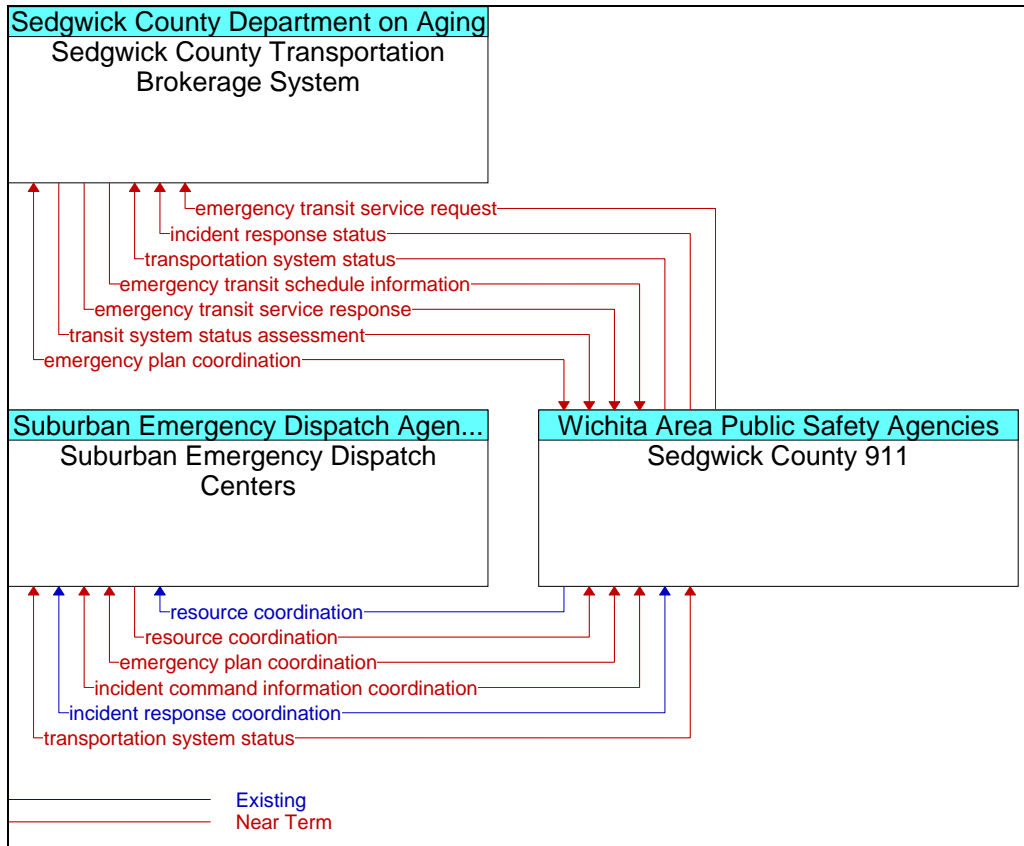 Sedgwick County Department on Aging
Sedgwick County Transportation
Brokerage System
emergency transit service request
incident response status
transportation system status
emergency transit schedule information
emergency transit service response
transit system status assessment
emergency plan coordination
Suburban Emergency Dispatch Agen...
Suburban Emergency Dispatch
Centers
Wichita Area Public Safety Agencies
Sedgwick County 911
resource coordination
resource coordination
emergency plan coordination
incident command information coordination
incident response coordination
transportation system status
Existing
Near Term